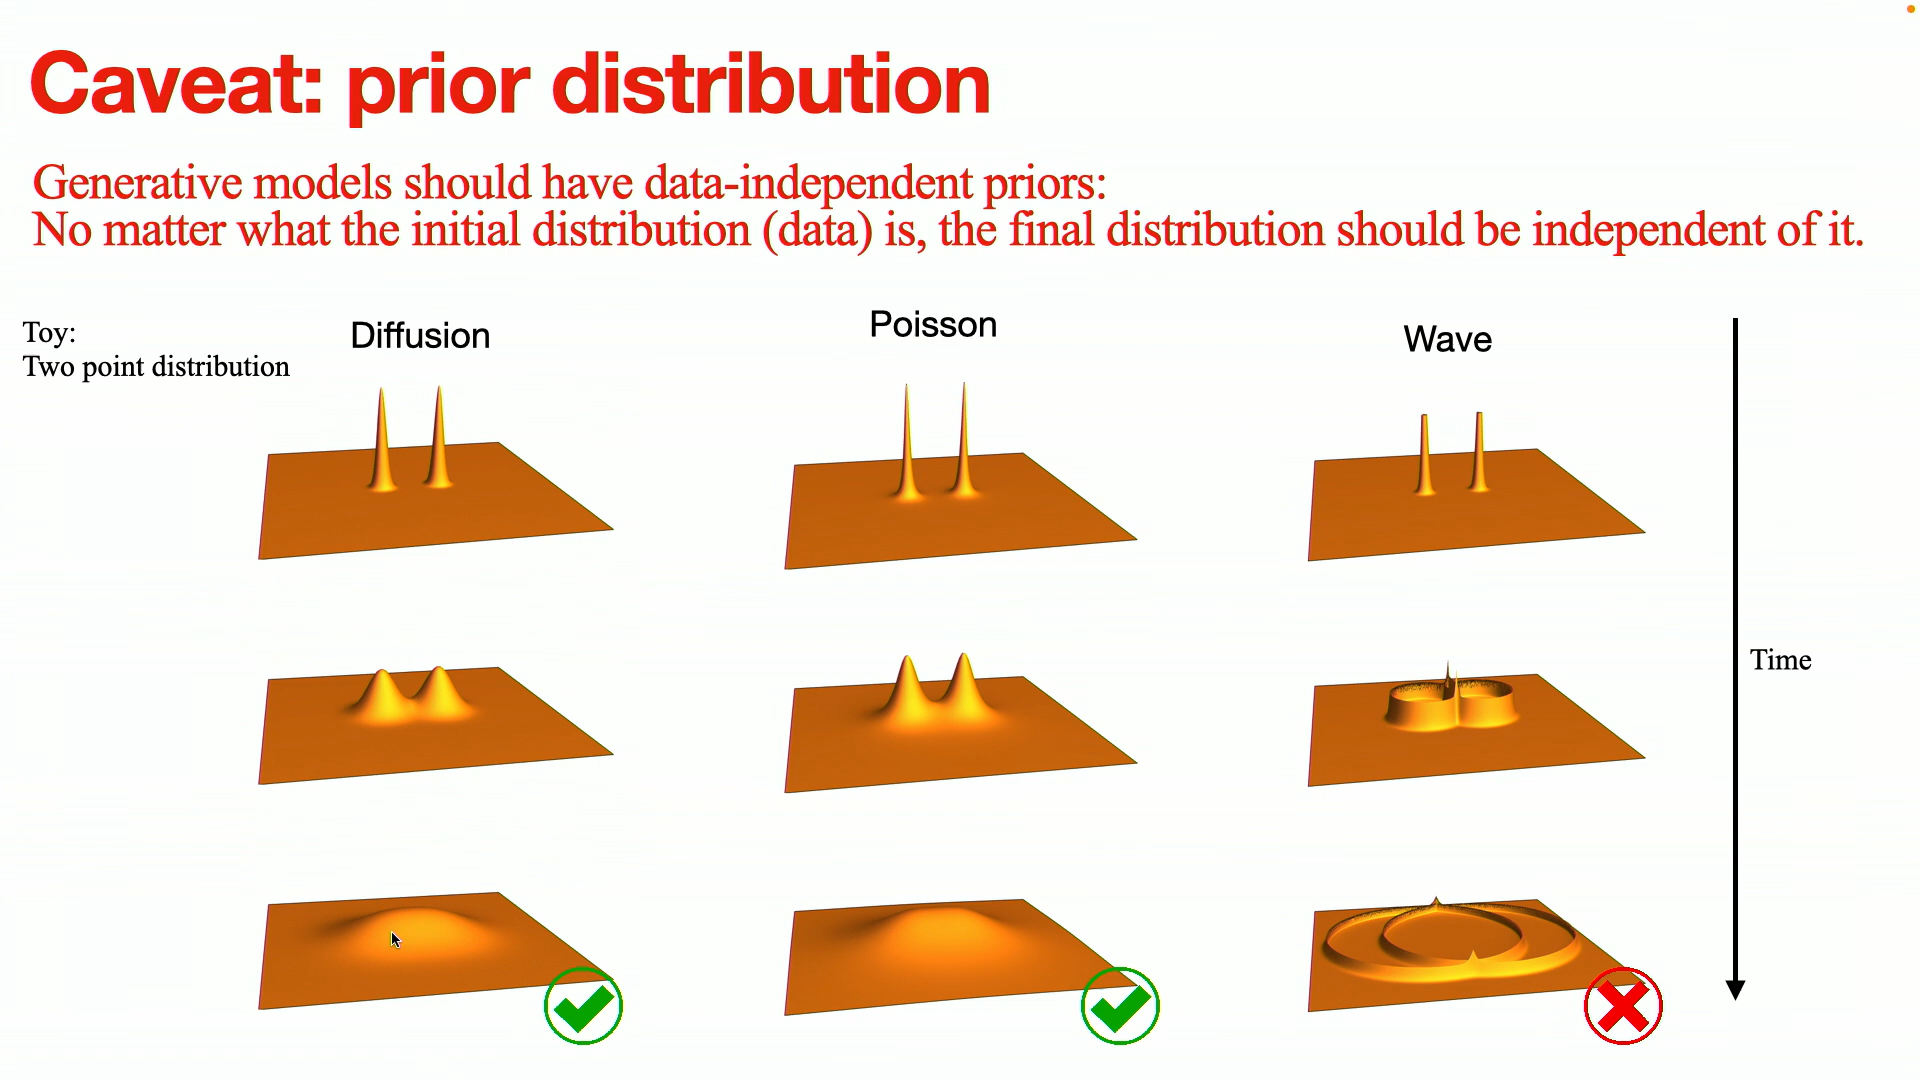 Caveat: prior distribution
Generative models should have data-independent priors:
No matter what the initial distribution (data) is, the final distribution should be independent of it.
Toy:
Two point distribution
Diffusion
Poisson
Wave
Time